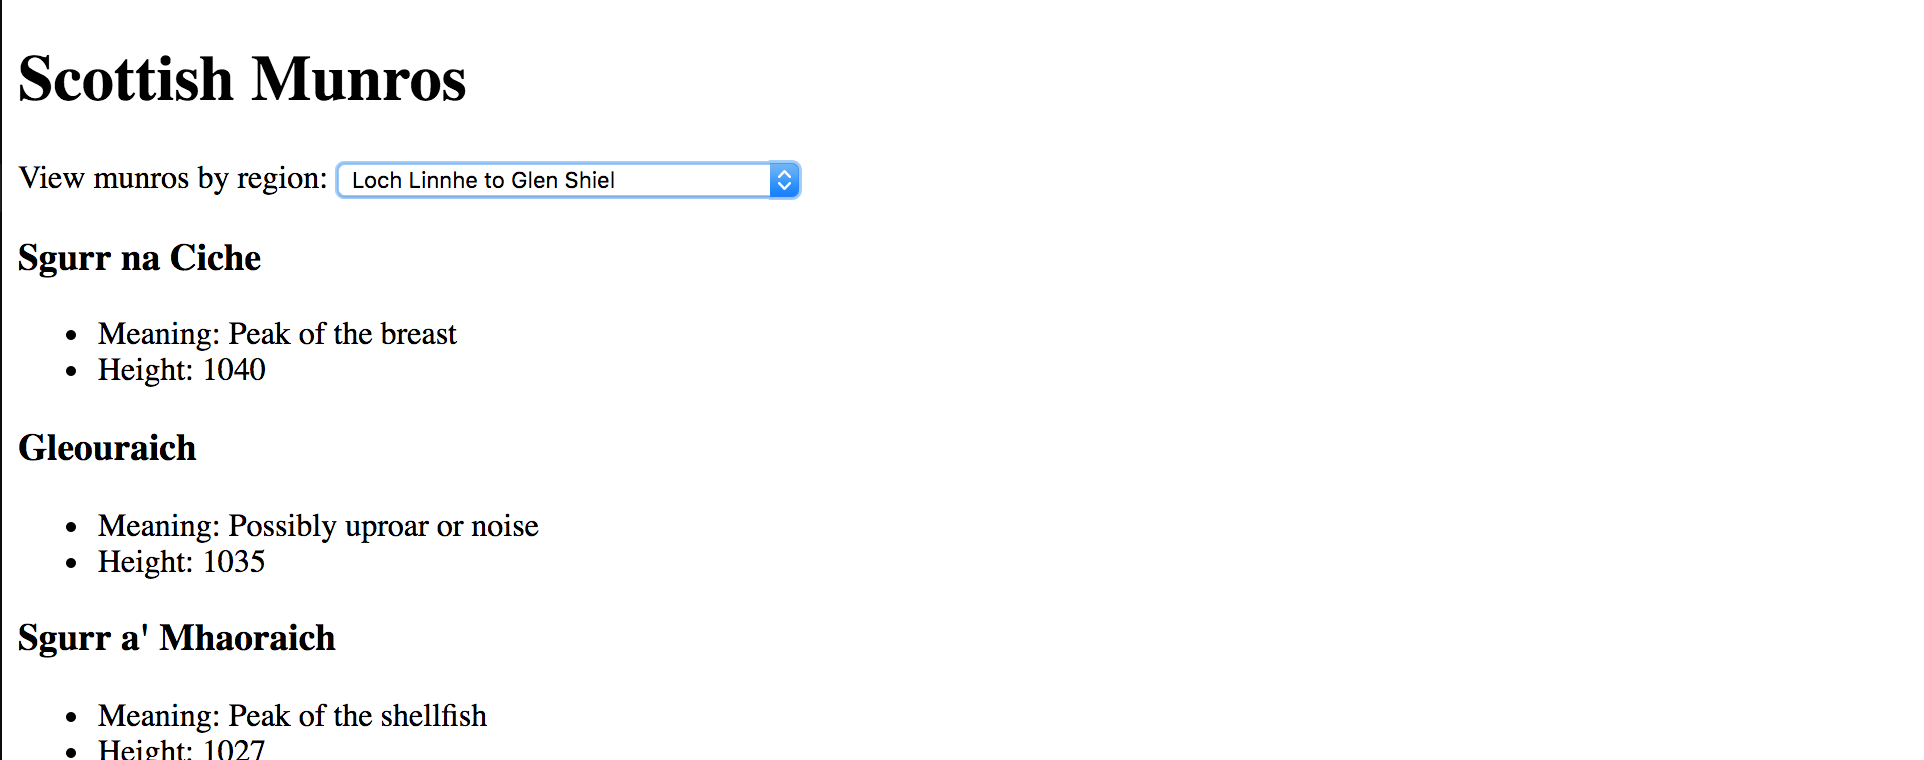 Scottish Munros
View munros by region: Loch Linnhe to Glen Shiel
Sgurr na Ciche
Meaning: Peak of the breast
Height: 1040
Gleouraich
Meaning: Possibly uproar or noise
Height: 1035
Sgurr a' Mhaoraich
Meaning: Peak of the shellfish
Height: 1027